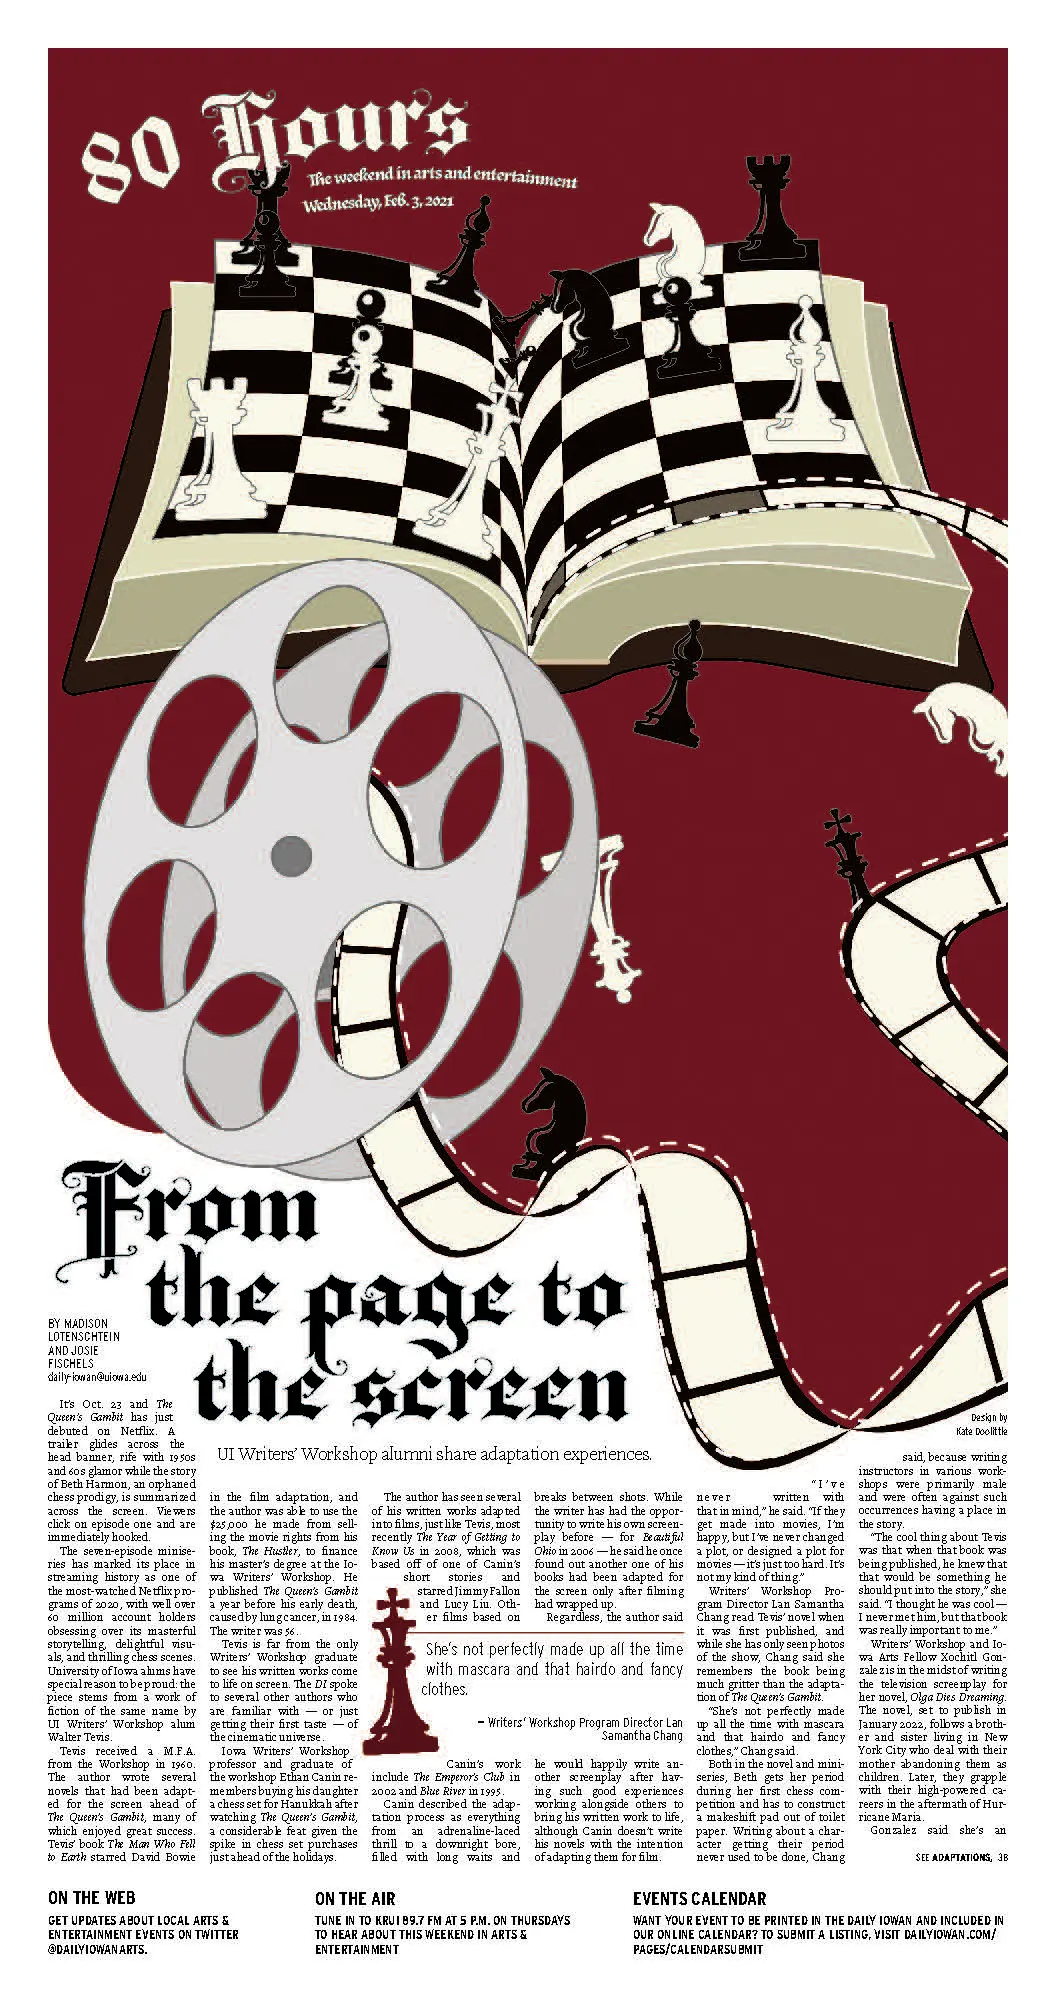 80 Hours
The weekend in arts and entertainment
Wednesday, Feb. 3, 2021
From
the page to
the screen
BY MADISON
LOTENSCHTEIN
AND JOSIE
FISCHELS
daily-iowan@uiowa.edu
UI Writers' Workshop alumni share adaptation experiences.
Design by
Kate Doolittle
It's Oct. 23 and The
Queen's Gambit has just
debuted on Netflix. A
trailer glides across the
head banner, rife with 1950s
and 60s glamor while the story
of Beth Harmon, an orphaned
chess prodigy, is summarized
across the screen. Viewers
click on episode one and are
immediately hooked.
The seven-episode minise-
ries has marked its place in
streaming history as one of
the most-watched Netflix pro-
grams of 2020, with well over
60 million account holders
obsessing over its masterful
storytelling, delightful visu-
als, and thrilling chess scenes.
University of Iowa alums have
special reason to be proud: the
piece stems from a work of
fiction of the same name by
UI Writers' Workshop alum
Walter Tevis.
Tevis received a M.F.A.
from the Workshop in 1960.
The author wrote several
novels that had been adapt-
ed for the screen ahead of
The Queen's Gambit, many of
which enjoyed great success.
Tevis' book The Man Who Fell
to Earth starred David Bowie
in the film adaptation, and
the author was able to use the
$25,000 he made from sell-
ing the movie rights from his
book, The Hustler, to finance
his master's degree at the Io-
wa Writers' Workshop. He
published The Queen's Gambit
a year before his early death,
caused by lung cancer, in 1984.
The writer was 56.
Tevis is far from the only
Writers' Workshop graduate
to see his written works come
to life on screen. The DI spoke
to several other authors who
are familiar with — or just
getting their first taste — of
the cinematic universe.
Iowa Writers' Workshop
professor and graduate of
the workshop Ethan Canin re-
members buying his daughter
a chess set for Hanukkah after
watching The Queen's Gambit,
a considerable feat given the
spike in chess set purchases
just ahead of the holidays.
The author has seen several
of his written works adapted
into films, just like Tevis, most
recently The Year of Getting to
Know Us in 2008, which was
based off of one of Canin's
short stories and
starred Jimmy Fallon
and Lucy Liu. Oth-
er films based on
Canin's work
include The Emperor's Club in
2002 and Blue River in 1995.
Canin described the adap-
tation process as everything
from an adrenaline-laced
thrill to a downright bore,
filled with long waits and
breaks between shots. While
the writer has had the oppor-
tunity to write his own screen-
play before — for Beautiful
Ohio in 2006 — he said he once
found out another one of his
books had been adapted for
the screen only after filming
had wrapped up.
Regardless, the author said
he would happily write an-
other screenplay after hav-
ing such good experiences
working alongside others to
bring his written work to life,
although Canin doesn't write
his novels with the intention
of adapting them for film.
She's not perfectly made up all the time
with mascara and that hairdo and fancy
clothes.
– Writers' Workshop Program Director Lan
Samantha Chang
"I've
never written with
that in mind," he said. "If they
get made into movies, I'm
happy, but I've never changed
a plot, or designed a plot for
movies — it's just too hard. It's
not my kind of thing."
Writers' Workshop Pro-
gram Director Lan Samantha
Chang read Tevis' novel when
it was first published, and
while she has only seen photos
of the show, Chang said she
remembers the book being
much gritter than the adapta-
tion of The Queen's Gambit.
"She's not perfectly made
up all the time with mascara
and that hairdo and fancy
clothes," Chang said.
Both in the novel and mini-
series, Beth gets her period
during her first chess com-
petition and has to construct
a makeshift pad out of toilet
paper. Writing about a char-
acter getting their period
never used to be done, Chang
said, because writing
instructors in various work-
shops were primarily male
and were often against such
occurrences having a place in
the story.
"The cool thing about Tevis
was that when that book was
being published, he knew that
that would be something he
should put into the story," she
said. "I thought he was cool —
I never met him, but that book
was really important to me."
Writers' Workshop and Io-
wa Arts Fellow Xochitl Gon-
zalez is in the midst of writing
the television screenplay for
her novel, Olga Dies Dreaming.
The novel, set to publish in
January 2022, follows a broth-
er and sister living in New
York City who deal with their
mother abandoning them as
children. Later, they grapple
with their high-powered ca-
reers in the aftermath of Hur-
ricane Maria.
Gonzalez said she's an
SEE ADAPTATIONS, 3B
ON THE WEB
GET UPDATES ABOUT LOCAL ARTS &
ENTERTAINMENT EVENTS ON TWITTER
@DAILYIOWANARTS.
ON THE AIR
TUNE IN TO KRUI 89.7 FM AT 5 P.M. ON THURSDAYS
TO HEAR ABOUT THIS WEEKEND IN ARTS &
ENTERTAINMENT
EVENTS CALENDAR
WANT YOUR EVENT TO BE PRINTED IN THE DAILY IOWAN AND INCLUDED IN
OUR ONLINE CALENDAR? TO SUBMIT A LISTING, VISIT DAILYIOWAN.COM/
PAGES/CALENDARSUBMIT